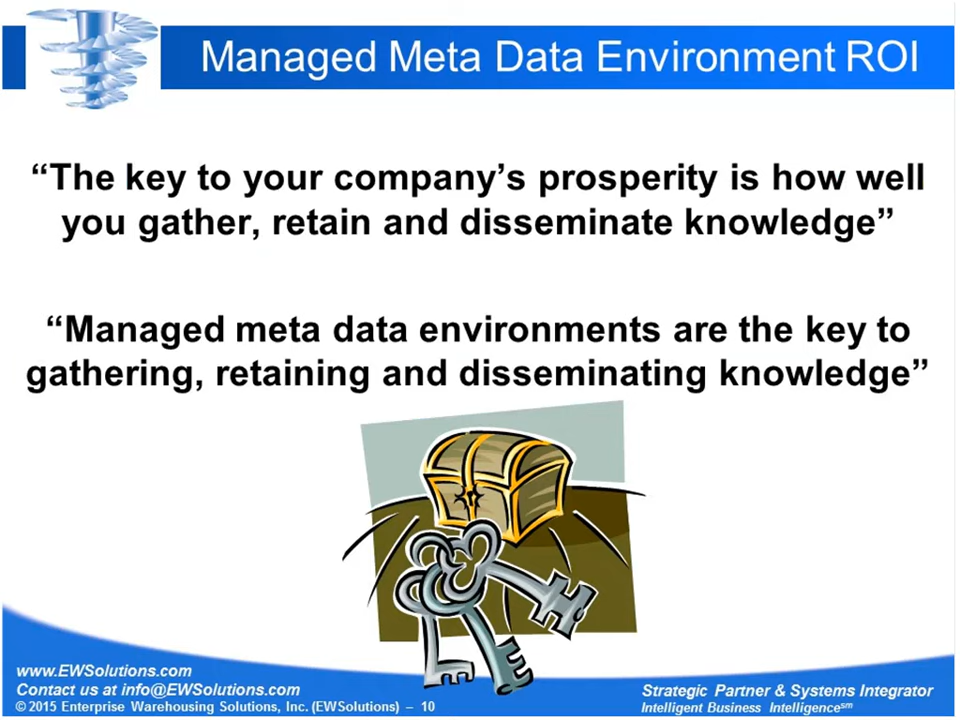 Managed Meta Data Environment ROI
“The key to your company’s prosperity is how well
you gather, retain and disseminate knowledge”
“Managed meta data environments are the key to
gathering, retaining and disseminating knowledge”
www.EWSolutions.com
Contact us at info@EWSolutions.com
© 2015 Enterprise Warehousing Solutions, Inc. (EWSolutions) – 10
Strategic Partner & Systems Integrator
Intelligent Business Intelligence℠